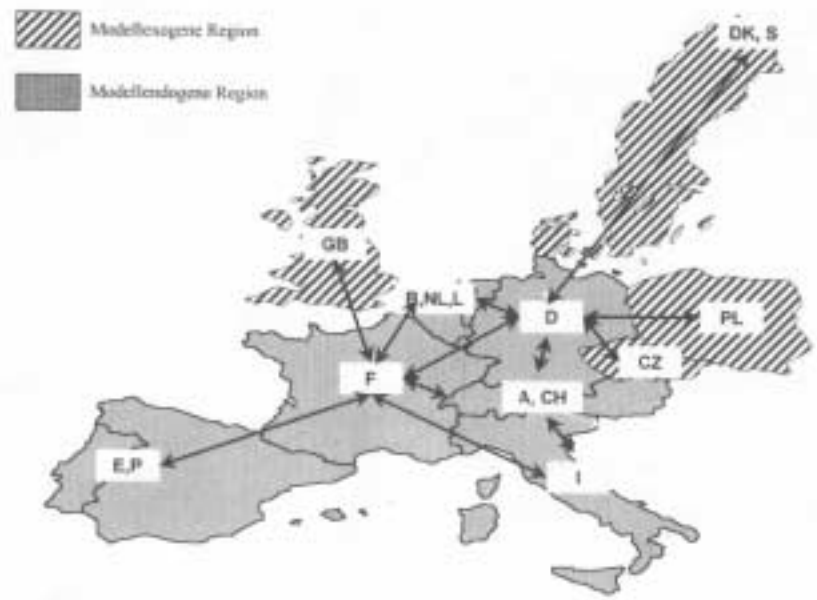 Modellexogene Region
Modellendogene Region
DK, S
GB
B,NL,L
D
PL
CZ
F
A, CH
E,P
I